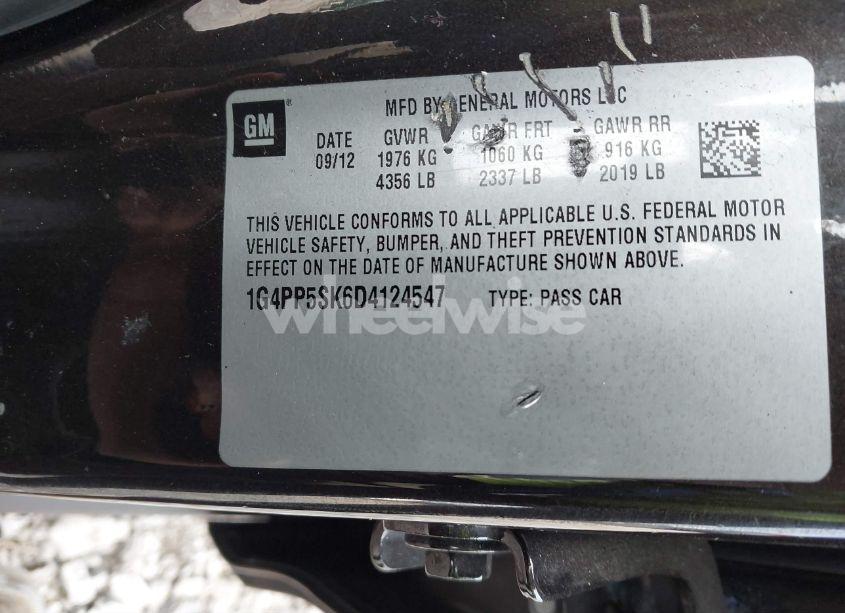 GM
®
MFD BY GENERAL MOTORS LLC
DATE GVWR GAWR FRT GAWR RR
09/12 1976 KG 1060 KG 916 KG
4356 LB 2337 LB 2019 LB
THIS VEHICLE CONFORMS TO ALL APPLICABLE U.S. FEDERAL MOTOR
VEHICLE SAFETY, BUMPER, AND THEFT PREVENTION STANDARDS IN
EFFECT ON THE DATE OF MANUFACTURE SHOWN ABOVE.
1G4PP5SK6D4124547 TYPE: PASS CAR
wheelwise